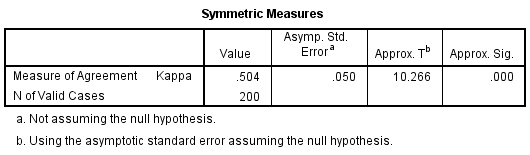 Symmetric Measures
Value Asymp. Std. Error a Approx. T b Approx. Sig.
Measure of Agreement Kappa .504 .050 10.266 .000
N of Valid Cases 200
a. Not assuming the null hypothesis.
b. Using the asymptotic standard error assuming the null hypothesis.